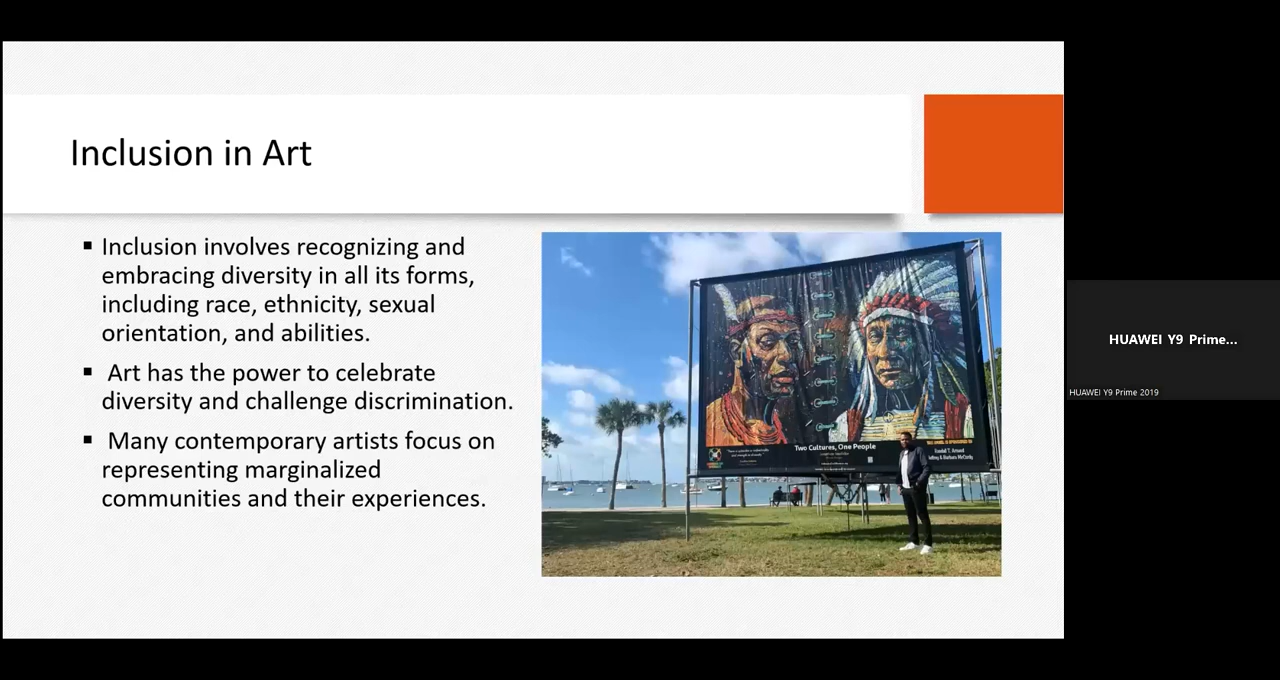 Inclusion in Art
▪ Inclusion involves recognizing and
embracing diversity in all its forms,
including race, ethnicity, sexual
orientation, and abilities.
▪ Art has the power to celebrate
diversity and challenge discrimination.
▪ Many contemporary artists focus on
representing marginalized
communities and their experiences.
Two Cultures, One People
HUAWEI Y9 Prime...
HUAWEI Y9 Prime 2019